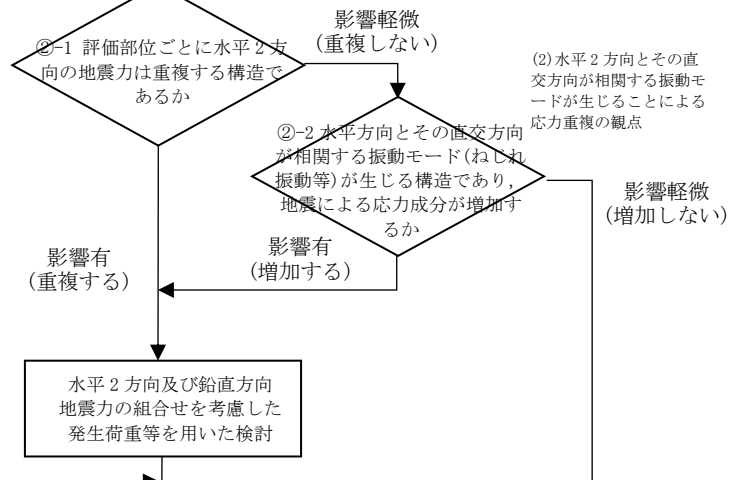 影響軽微
(重複しない)
②-1 評価部位ごとに水平2方
向の地震力は重複する構造で
あるか
(2)水平2方向とその直
交方向が相関する振動モ
ードが生じることによる
応力重複の観点
②-2 水平方向とその直交方向
が相関する振動モード(ねじれ
振動等)が生じる構造であり,
地震による応力成分が増加す
るか
影響軽微
(増加しない)
影響有
(重複する)
影響有
(増加する)
水平2方向及び鉛直方向
地震力の組合せを考慮した
発生荷重等を用いた検討